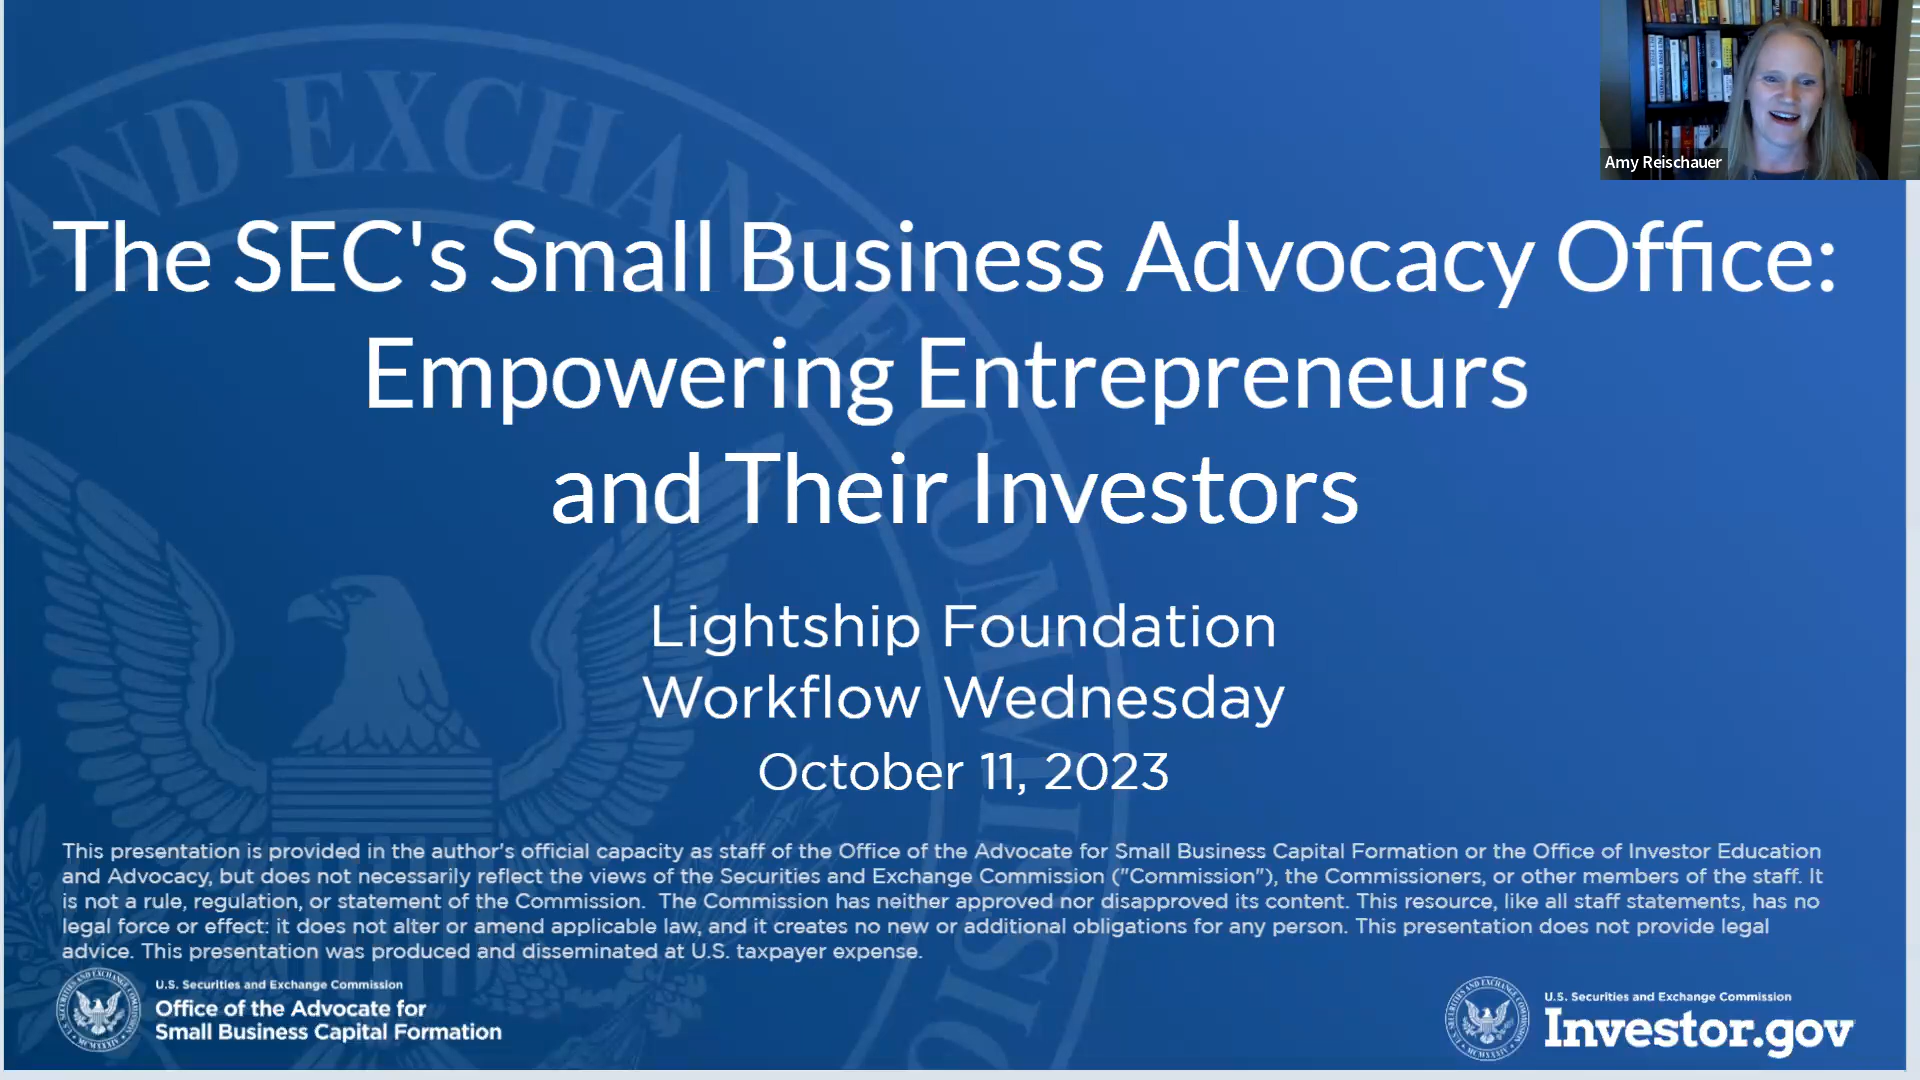 Amy Reischauer
AND EXCHANGE COMMISSIO
The SEC's Small Business Advocacy Office:
Empowering Entrepreneurs
and Their Investors
Lightship Foundation
Workflow Wednesday
October 11, 2023
This presentation is provided in the author's official capacity as staff of the Office of the Advocate for Small Business Capital Formation or the Office of Investor Education
and Advocacy, but does not necessarily reflect the views of the Securities and Exchange Commission ("Commission"), the Commissioners, or other members of the staff. It
is not a rule, regulation, or statement of the Commission.  The Commission has neither approved nor disapproved its content. This resource, like all staff statements, has no
legal force or effect: it does not alter or amend applicable law, and it creates no new or additional obligations for any person. This presentation does not provide legal
advice. This presentation was produced and disseminated at U.S. taxpayer expense.
U.S. Securities and Exchange Commission
Office of the Advocate for
Small Business Capital Formation
U.S. Securities and Exchange Commission
Investor.gov